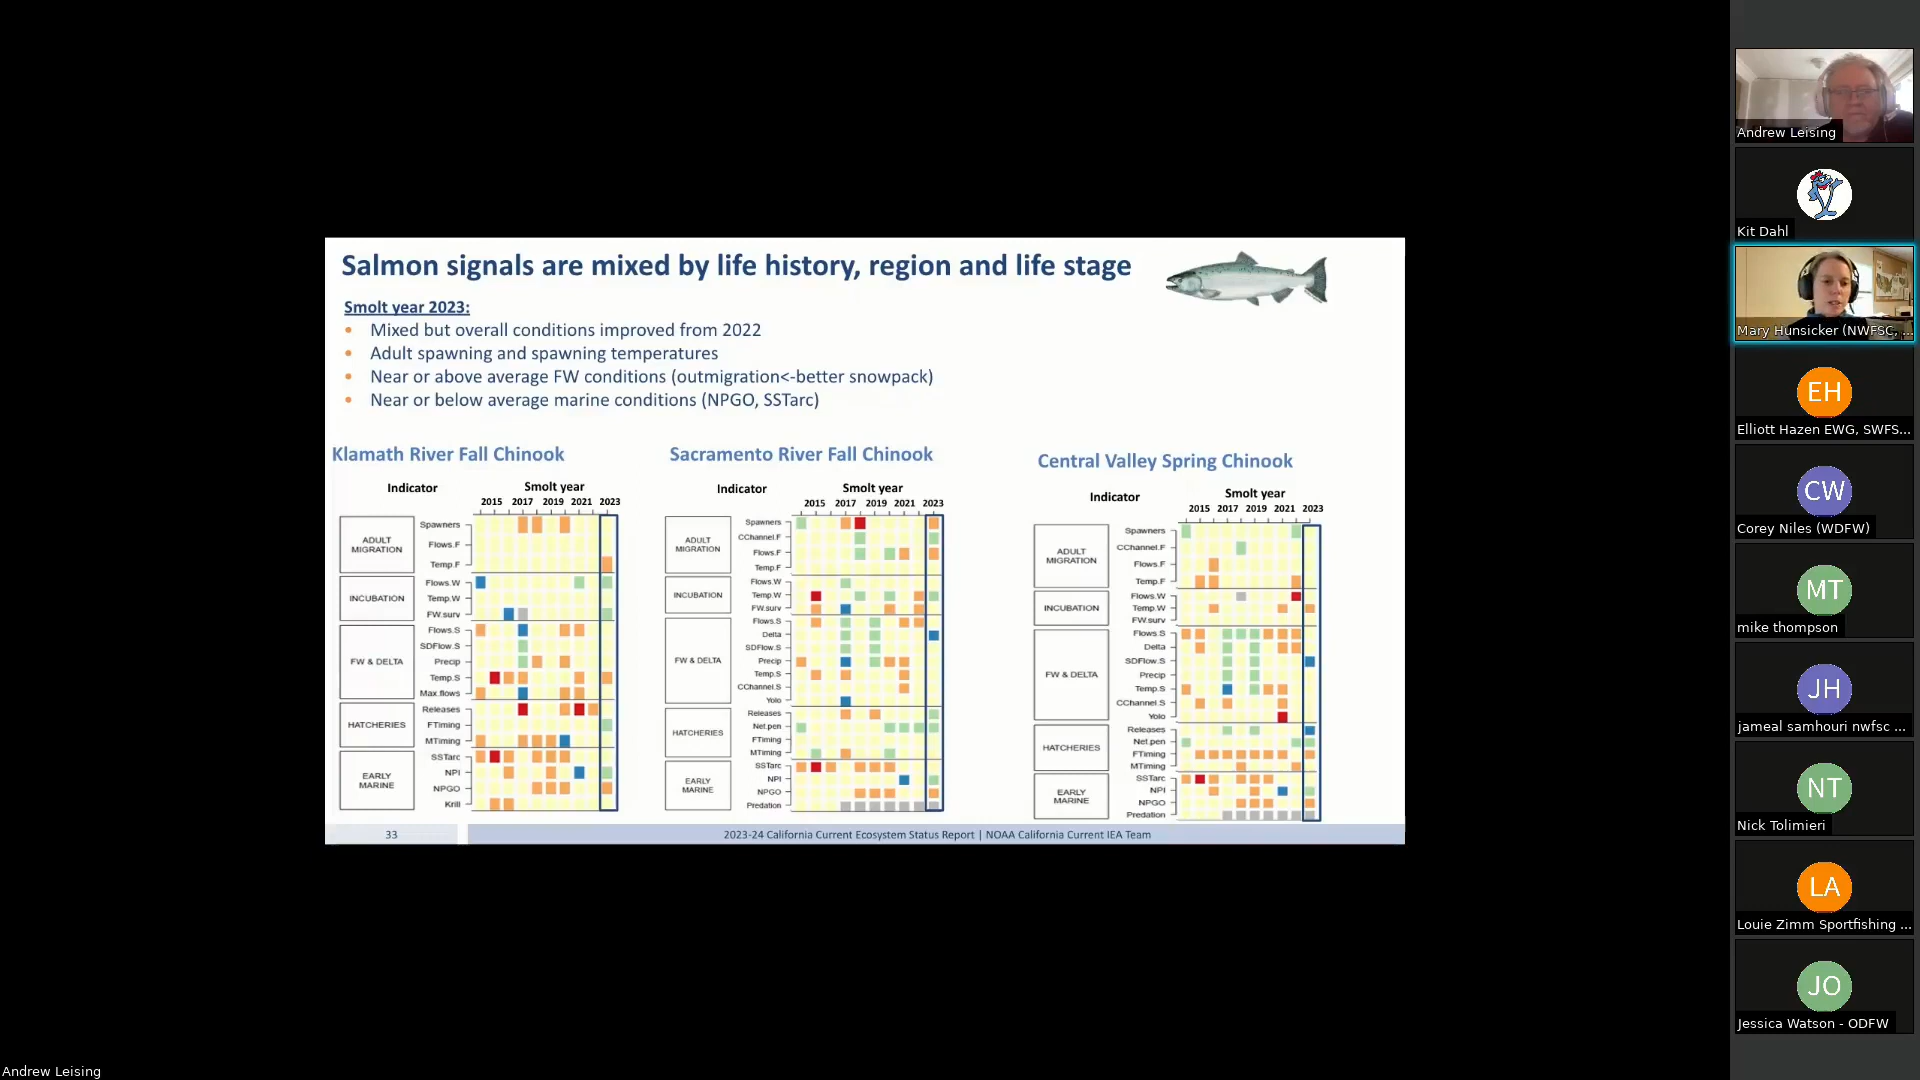 Salmon signals are mixed by life history, region and life stage
Smolt year 2023:
• Mixed but overall conditions improved from 2022
• Adult spawning and spawning temperatures
• Near or above average FW conditions (outmigration<-better snowpack)
• Near or below average marine conditions (NPGO, SSTarc)
Klamath River Fall Chinook
Indicator
Smolt year
2015 2017 2019 2021 2023
ADULT
MIGRATION
Spawners
Flows.F
Temp.F
INCUBATION
Flows.W
Temp.W
FW.surv
FW & DELTA
Flows.S
SDFlow.S
Precip
Temp.S
Max.flows
HATCHERIES
Releases
FTiming
MTiming
EARLY
MARINE
SSTarc
NPI
NPGO
Krill
Sacramento River Fall Chinook
Indicator
Smolt year
2015 2017 2019 2021 2023
ADULT
MIGRATION
Spawners
CChannel.F
Flows.F
Temp.F
INCUBATION
Flows.W
Temp.W
FW.surv
FW & DELTA
Flows.S
Delta
SDFlow.S
Precip
Temp.S
CChannel.S
Yolo
HATCHERIES
Releases
Net.pen
FTiming
MTiming
EARLY
MARINE
SSTarc
NPI
NPGO
Predation
Central Valley Spring Chinook
Indicator
Smolt year
2015 2017 2019 2021 2023
ADULT
MIGRATION
Spawners
CChannel.F
Flows.F
Temp.F
INCUBATION
Flows.W
Temp.W
FW.surv
FW & DELTA
Flows.S
Delta
SDFlow.S
Precip
Temp.S
CChannel.S
Yolo
HATCHERIES
Releases
Net.pen
FTiming
MTiming
EARLY
MARINE
SSTarc
NPI
NPGO
Predation
33
2023-24 California Current Ecosystem Status Report | NOAA California Current IEA Team
Andrew Leising
Kit Dahl
Mary Hunsicker (NWFSC, ...
EH
Elliott Hazen EWG, SWFS...
CW
Corey Niles (WDFW)
MT
mike thompson
JH
jameal samhouri nwfsc ...
NT
Nick Tolimieri
LA
Louie Zimm Sportfishing ...
JO
Jessica Watson - ODFW
Andrew Leising